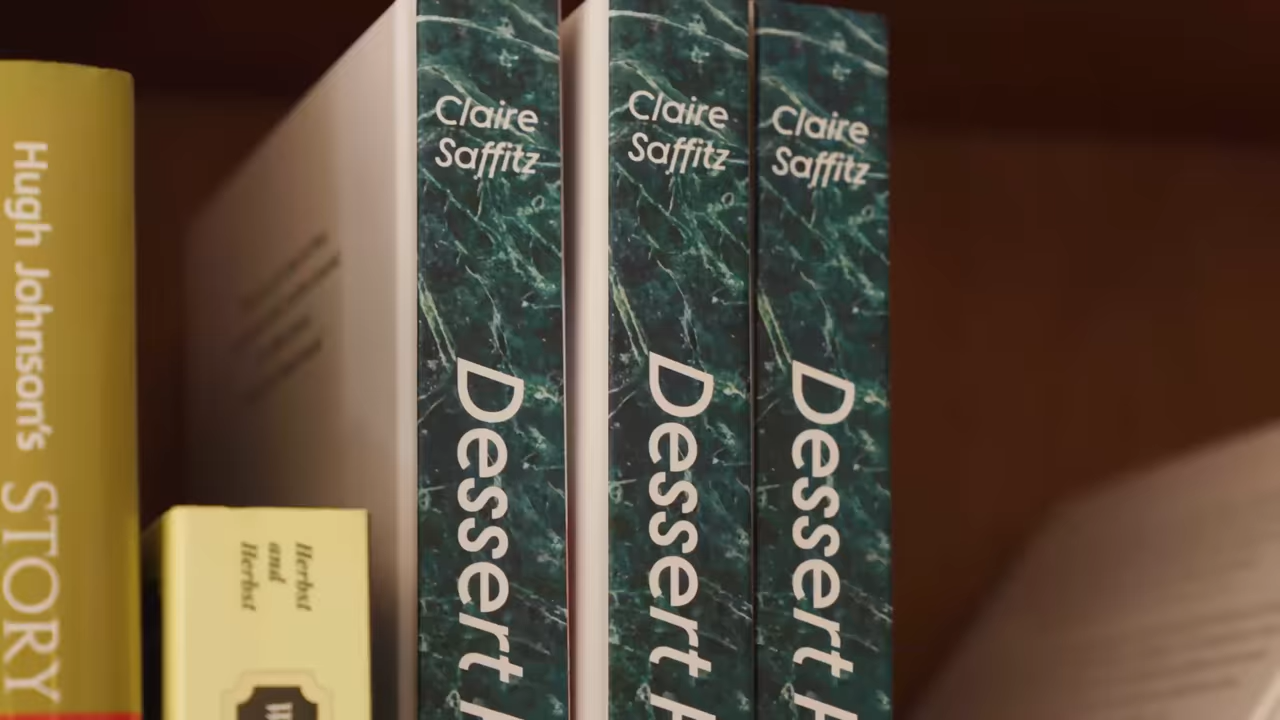 Hugh Johnson's STORY
Herbst
and
Herbst
Claire
Saffitz
Dessert
Claire
Saffitz
Dessert
Claire
Saffitz
Dessert